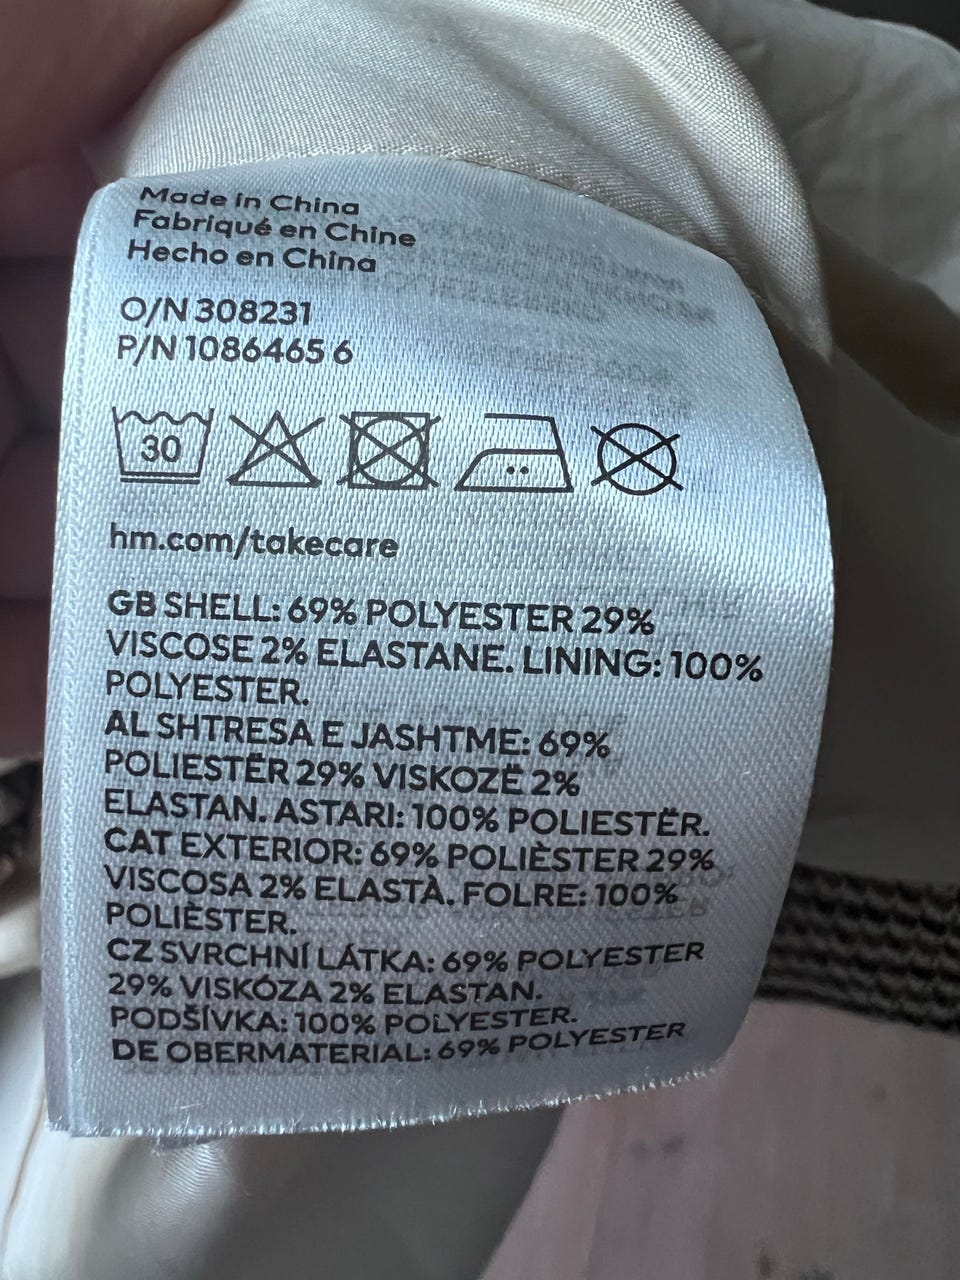 Made in China
Fabriqué en Chine
Hecho en China
O/N 308231
P/N 1086465 6
30
hm.com/takecare
GB SHELL: 69% POLYESTER 29%
VISCOSE 2% ELASTANE. LINING: 100%
POLYESTER.
AL SHTRESA E JASHTME: 69%
POLIESTËR 29% VISKOZË 2%
ELASTAN. ASTARI: 100% POLIESTËR.
CAT EXTERIOR: 69% POLIÈSTER 29%
VISCOSA 2% ELASTÀ. FOLRE: 100%
POLIÈSTER.
CZ SVRCHNÍ LÁTKA: 69% POLYESTER
29% VISKÓZA 2% ELASTAN.
PODŠÍVKA: 100% POLYESTER.
DE OBERMATERIAL: 69% POLYESTER